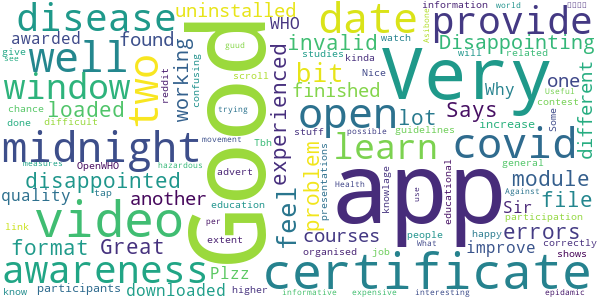 disease
uninstalled
WHO
date
provide
information
world
awarded
found
well
two
working
confusing
reddit
guud
scroll
Good
invalid
studies
watch
Asibone
Disappointing
will
related
give
see
kinda
Nice
bit
Why
one
window
chance
loaded
done
difficult
finished
contest
Useful
Very
different
experienced
open
lot
Says
Some
stuff
possible
guidelines
increase
midnight
OpenWHO
hazardous
trying
movement
Tbh
learn
covid
measures
disappointed
advert
problem
presentations
app
Health
What
use
knowlage
educational
Against
general
module
quality
tap
another
education
per
extent
feel
Sir
file
participation
video
link
format
Great
Plzz
courses
people
happy
errors
improve
correctly
organised
job
shows
awareness
certificate
know
participants
downloaded
higher
informative
expensive
interesting
epidamic